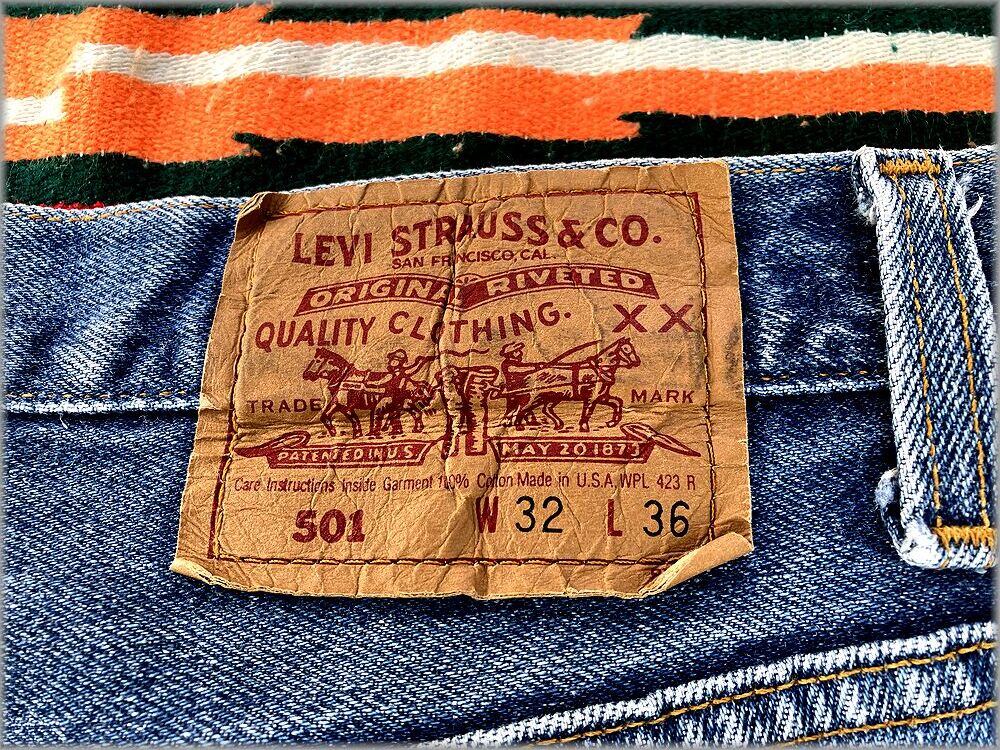 LEVI STRAUSS & CO.
SAN FRANCISCO, CAL.
ORIGINAL RIVETED
QUALITY CLOTHING. XX
TRADE MARK
PATENTED IN U.S. MAY 20 1873
Care Instructions Inside Garment 100% Cotton Made in U.S.A. WPL 423 R
501 W 32 L 36